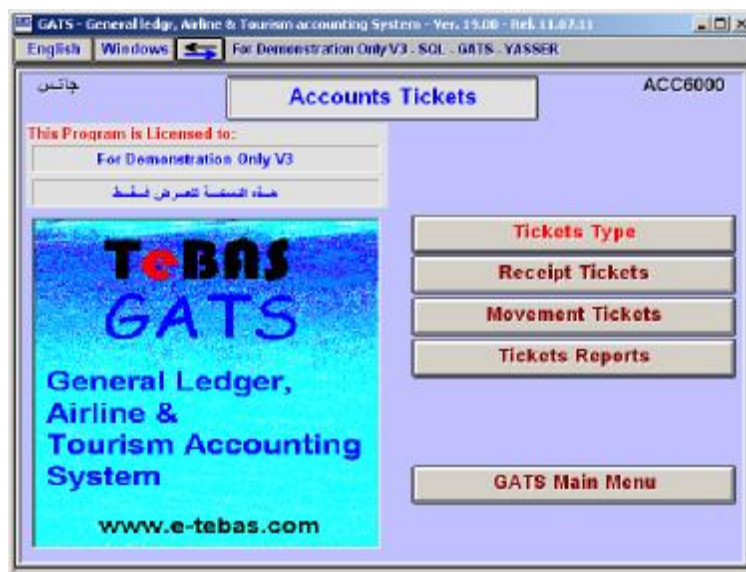 GATS - General ledgr, Airline & Tourism accounting System - Ver. 19.00 - Rel. 11.07.11
English Windows For Demonstration Only V3 - SQL - GATS - YASSER
جاتس Accounts Tickets ACC6000
This Program is Licensed to:
For Demonstration Only V3
هذه النسخة للعرض فقط
TeBAS
GATS
General Ledger,
Airline &
Tourism Accounting
System
www.e-tebas.com
Tickets Type
Receipt Tickets
Movement Tickets
Tickets Reports
GATS Main Menu